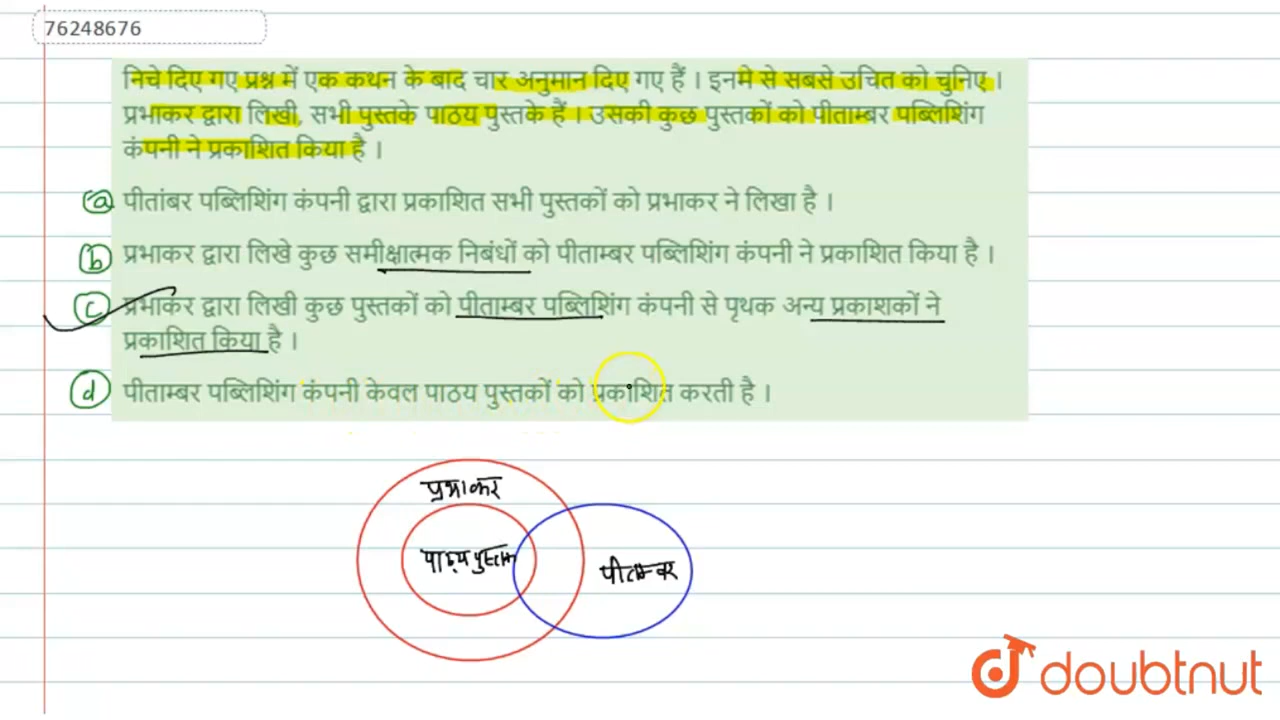 76248676
निचे दिए गए प्रश्न में एक कथन के बाद चार अनुमान दिए गए हैं । इनमे से सबसे उचित को चुनिए ।
प्रभाकर द्वारा लिखी, सभी पुस्तके पाठय पुस्तके हैं । उसकी कुछ पुस्तकों को पीताम्बर पब्लिशिंग
कंपनी ने प्रकाशित किया है ।
(a) पीतांबर पब्लिशिंग कंपनी द्वारा प्रकाशित सभी पुस्तकों को प्रभाकर ने लिखा है ।
(b) प्रभाकर द्वारा लिखे कुछ समीक्षात्मक निबंधों को पीताम्बर पब्लिशिंग कंपनी ने प्रकाशित किया है ।
(c) प्रभाकर द्वारा लिखी कुछ पुस्तकों को पीताम्बर पब्लिशिंग कंपनी से पृथक अन्य प्रकाशकों ने
प्रकाशित किया है ।
(d) पीताम्बर पब्लिशिंग कंपनी केवल पाठय पुस्तकों को प्रकाशित करती है ।
प्रभाकर
पाठ्य पुस्तक
पीताम्बर
doubtnut